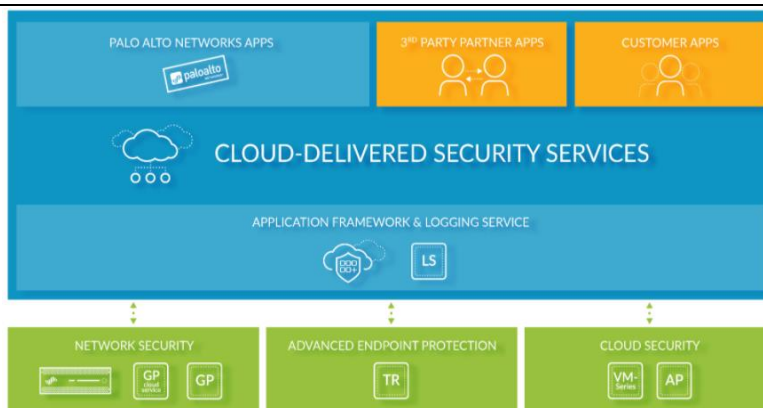 PALO ALTO NETWORKS APPS
3RD PARTY PARTNER APPS
CUSTOMER APPS
paloalto
CLOUD-DELIVERED SECURITY SERVICES
APPLICATION FRAMEWORK & LOGGING SERVICE
LS
NETWORK SECURITY
ADVANCED ENDPOINT PROTECTION
CLOUD SECURITY
GP
cloud
service
GP
TR
VM-
Series
AP